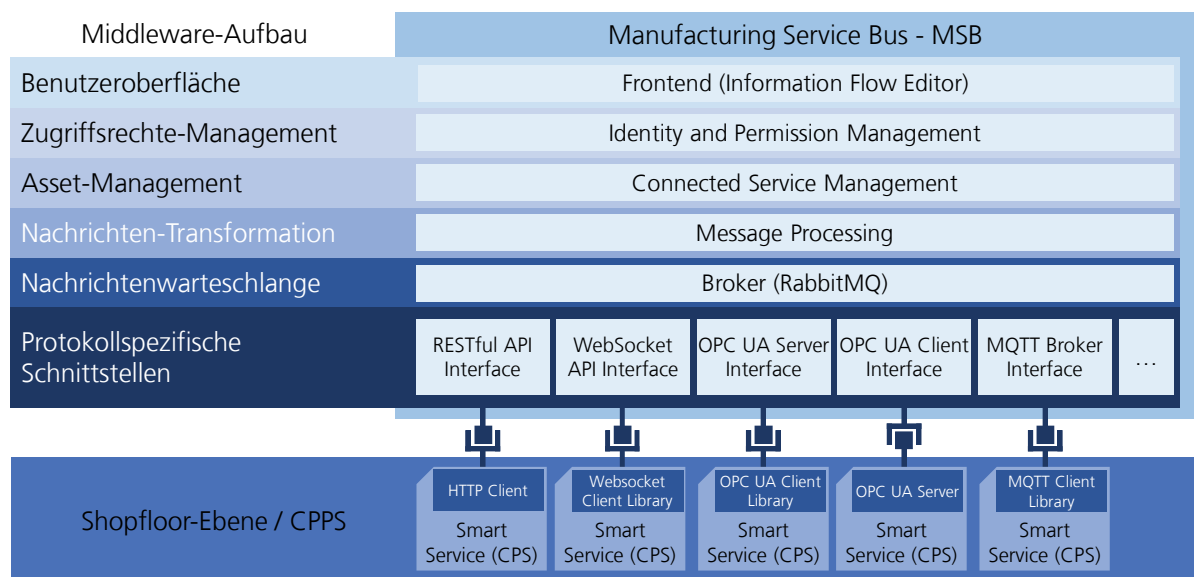 Middleware-Aufbau
Manufacturing Service Bus - MSB
Benutzeroberfläche
Frontend (Information Flow Editor)
Zugriffsrechte-Management
Identity and Permission Management
Asset-Management
Connected Service Management
Nachrichten-Transformation
Message Processing
Nachrichtenwarteschlange
Broker (RabbitMQ)
Protokollspezifische
Schnittstellen
RESTful API
Interface
WebSocket
API Interface
OPC UA Server
Interface
OPC UA Client
Interface
MQTT Broker
Interface
...
Shopfloor-Ebene / CPPS
HTTP Client
Smart
Service (CPS)
Websocket
Client Library
Smart
Service (CPS)
OPC UA Client
Library
Smart
Service (CPS)
OPC UA Server
Smart
Service (CPS)
MQTT Client
Library
Smart
Service (CPS)